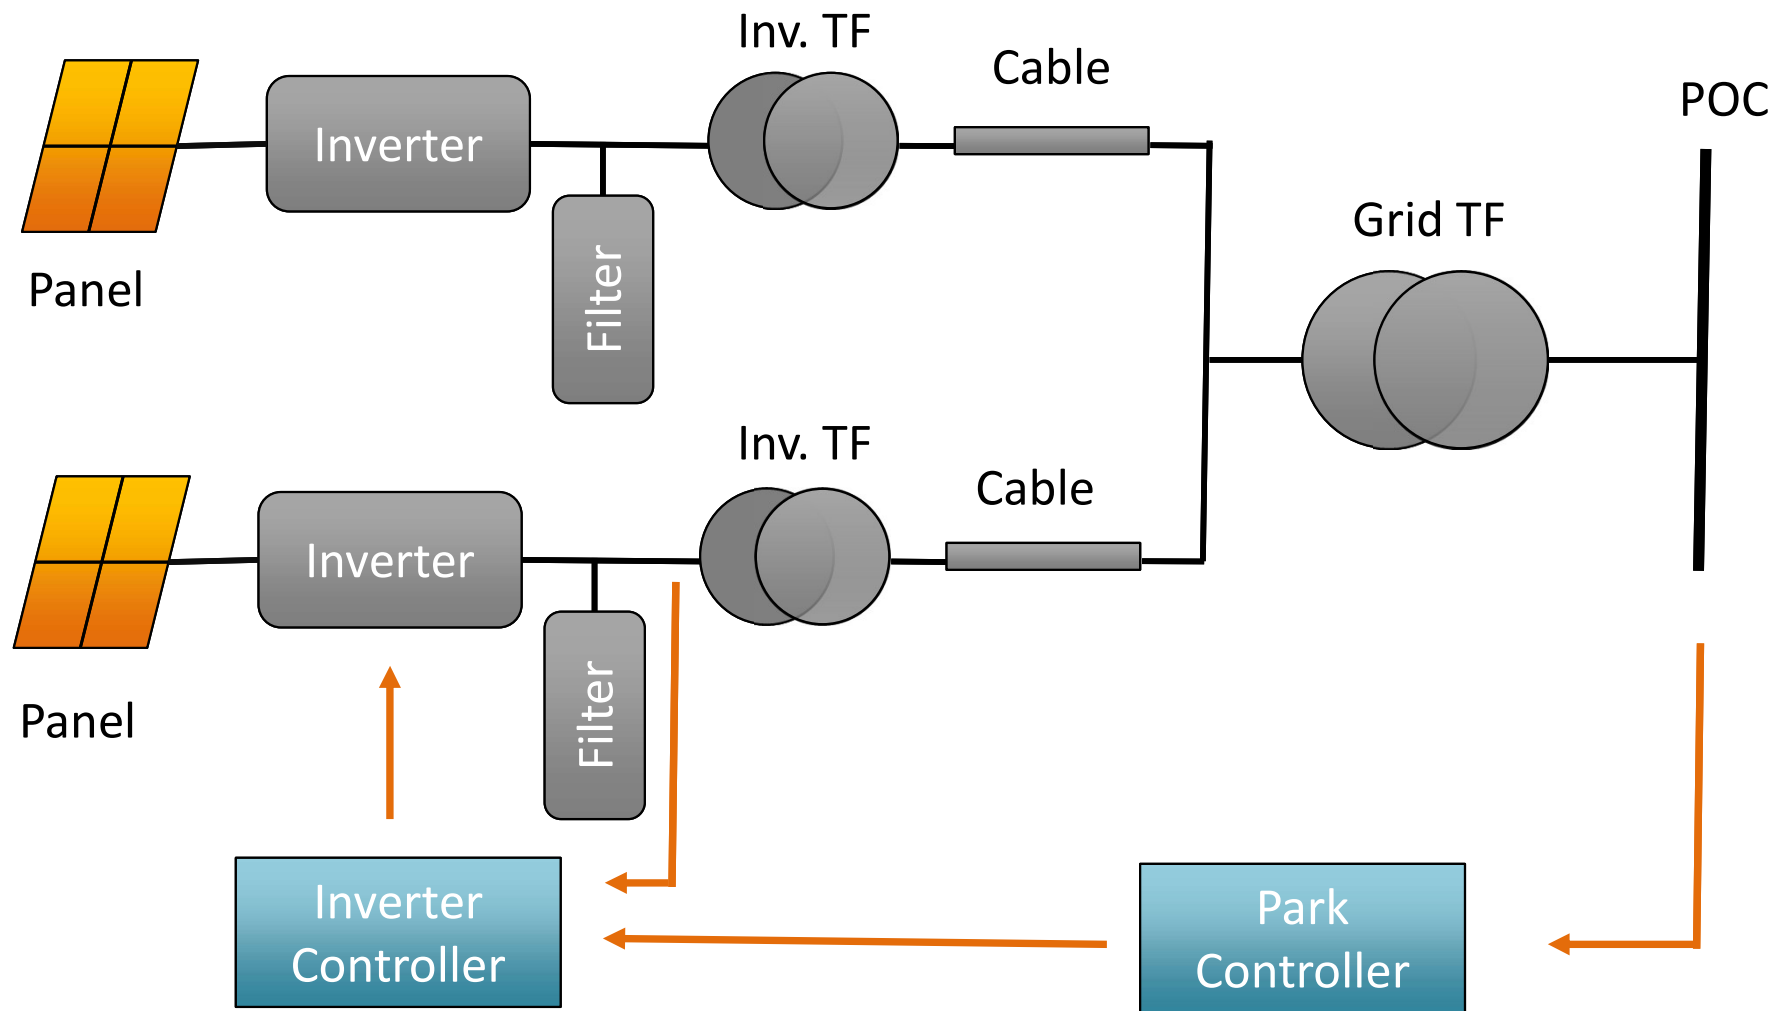 Inv. TF
Cable
POC
Inverter
Grid TF
Filter
Panel
Inv. TF
Cable
Inverter
Filter
Panel
Inverter
Controller
Park
Controller